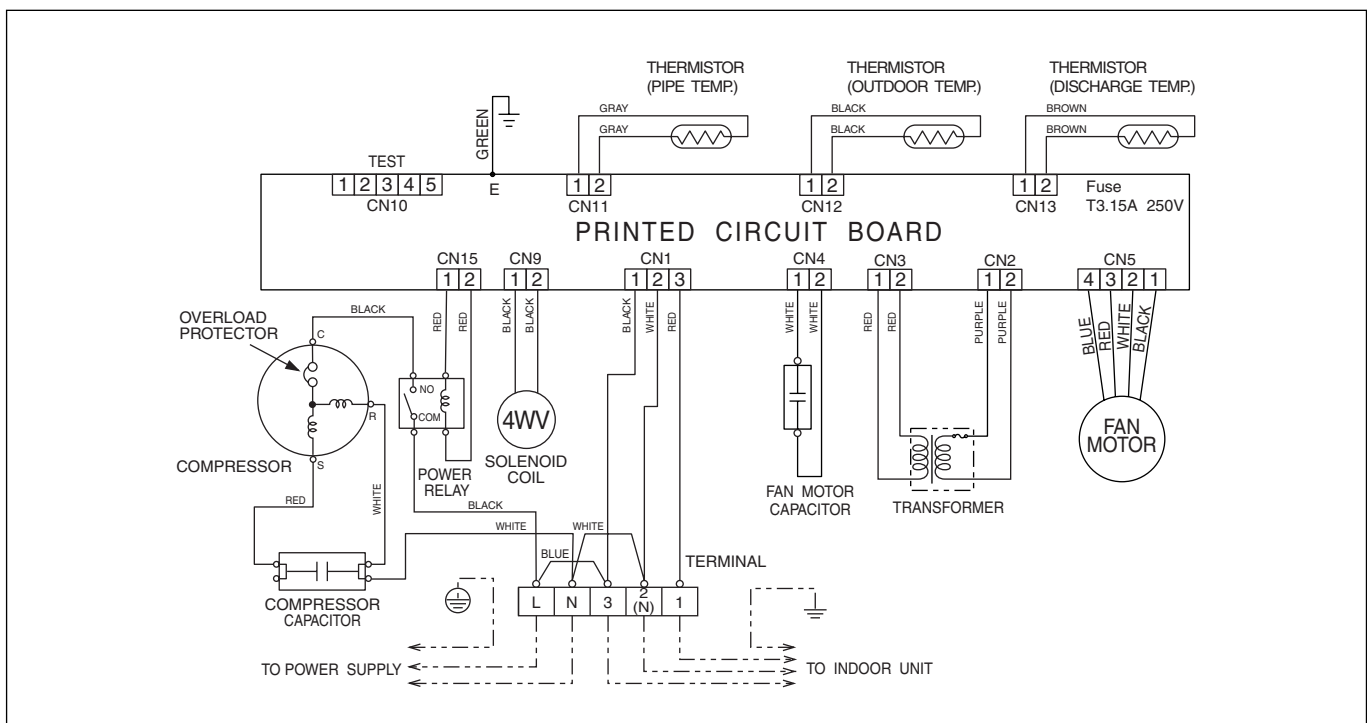 THERMISTOR
(PIPE TEMP.)
THERMISTOR
(OUTDOOR TEMP.)
THERMISTOR
(DISCHARGE TEMP.)
GRAY
GRAY
BLACK
BLACK
BROWN
BROWN
GREEN
TEST
1 2 3 4 5
CN10
E
1 2
CN11
1 2
CN12
1 2
CN13
Fuse
T3.15A 250V
PRINTED CIRCUIT BOARD
CN15
1 2
CN9
1 2
CN1
1 2 3
CN4
1 2
CN3
1 2
CN2
1 2
CN5
4 3 2 1
OVERLOAD
PROTECTOR
BLACK
RED
RED
BLACK
BLACK
BLACK
WHITE
RED
WHITE
WHITE
RED
RED
PURPLE
PURPLE
BLUE
RED
WHITE
BLACK
C
R
S
NO
COM
COMPRESSOR
POWER
RELAY
4WV
SOLENOID
COIL
FAN MOTOR
CAPACITOR
TRANSFORMER
FAN
MOTOR
RED
WHITE
BLACK
WHITE
WHITE
BLUE
TERMINAL
COMPRESSOR
CAPACITOR
L N 3 2 (N) 1
TO POWER SUPPLY
TO INDOOR UNIT